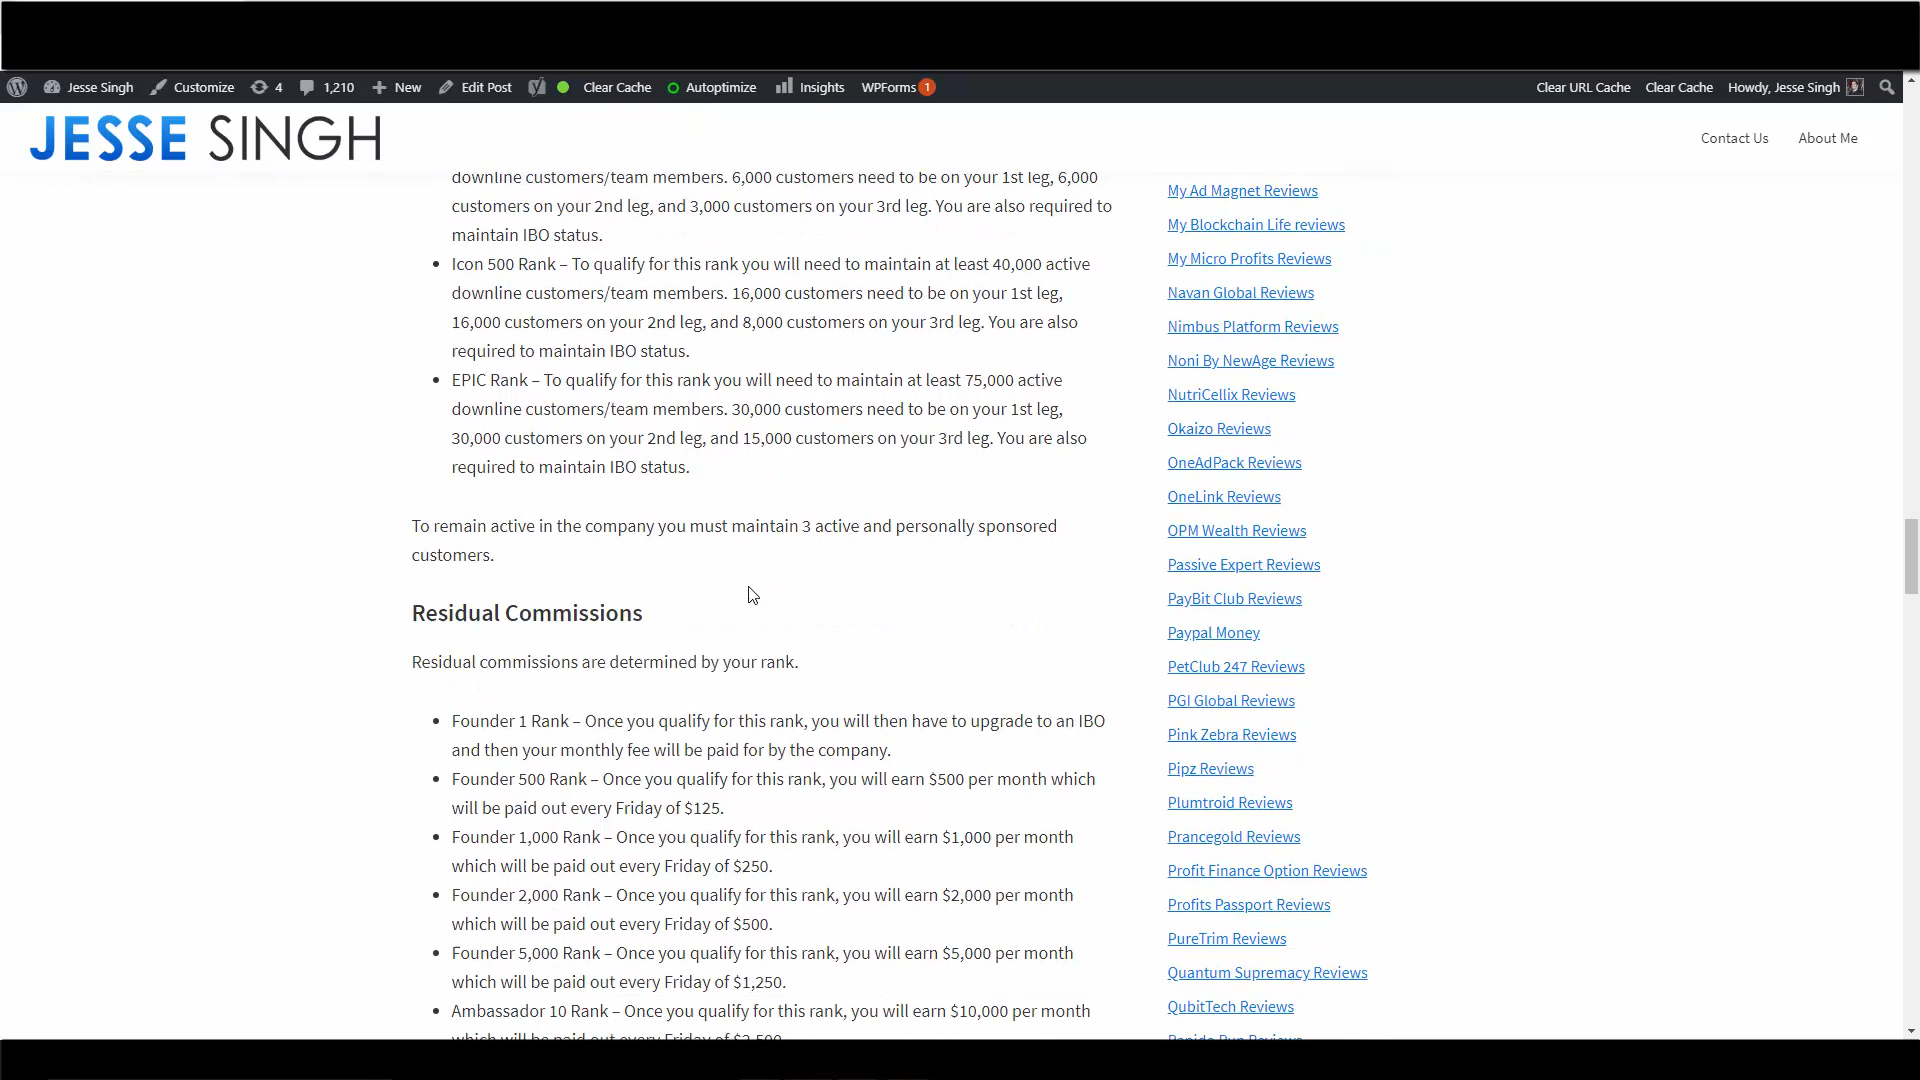 Jesse Singh Customize 4 1,210 New Edit Post Clear Cache Autoptimize Insights WPForms 1 Clear URL Cache Clear Cache Howdy, Jesse Singh
JESSE SINGH
Contact Us About Me
downline customers/team members. 6,000 customers need to be on your 1st leg, 6,000
customers on your 2nd leg, and 3,000 customers on your 3rd leg. You are also required to
maintain IBO status.
Icon 500 Rank – To qualify for this rank you will need to maintain at least 40,000 active
downline customers/team members. 16,000 customers need to be on your 1st leg,
16,000 customers on your 2nd leg, and 8,000 customers on your 3rd leg. You are also
required to maintain IBO status.
EPIC Rank – To qualify for this rank you will need to maintain at least 75,000 active
downline customers/team members. 30,000 customers need to be on your 1st leg,
30,000 customers on your 2nd leg, and 15,000 customers on your 3rd leg. You are also
required to maintain IBO status.
To remain active in the company you must maintain 3 active and personally sponsored
customers.
Residual Commissions
Residual commissions are determined by your rank.
Founder 1 Rank – Once you qualify for this rank, you will then have to upgrade to an IBO
and then your monthly fee will be paid for by the company.
Founder 500 Rank – Once you qualify for this rank, you will earn $500 per month which
will be paid out every Friday of $125.
Founder 1,000 Rank – Once you qualify for this rank, you will earn $1,000 per month
which will be paid out every Friday of $250.
Founder 2,000 Rank – Once you qualify for this rank, you will earn $2,000 per month
which will be paid out every Friday of $500.
Founder 5,000 Rank – Once you qualify for this rank, you will earn $5,000 per month
which will be paid out every Friday of $1,250.
Ambassador 10 Rank – Once you qualify for this rank, you will earn $10,000 per month
which will be paid out every Friday of $2,500
My Ad Magnet Reviews
My Blockchain Life reviews
My Micro Profits Reviews
Navan Global Reviews
Nimbus Platform Reviews
Noni By NewAge Reviews
NutriCellix Reviews
Okaizo Reviews
OneAdPack Reviews
OneLink Reviews
OPM Wealth Reviews
Passive Expert Reviews
PayBit Club Reviews
Paypal Money
PetClub 247 Reviews
PGI Global Reviews
Pink Zebra Reviews
Pipz Reviews
Plumtroid Reviews
Prancegold Reviews
Profit Finance Option Reviews
Profits Passport Reviews
PureTrim Reviews
Quantum Supremacy Reviews
QubitTech Reviews